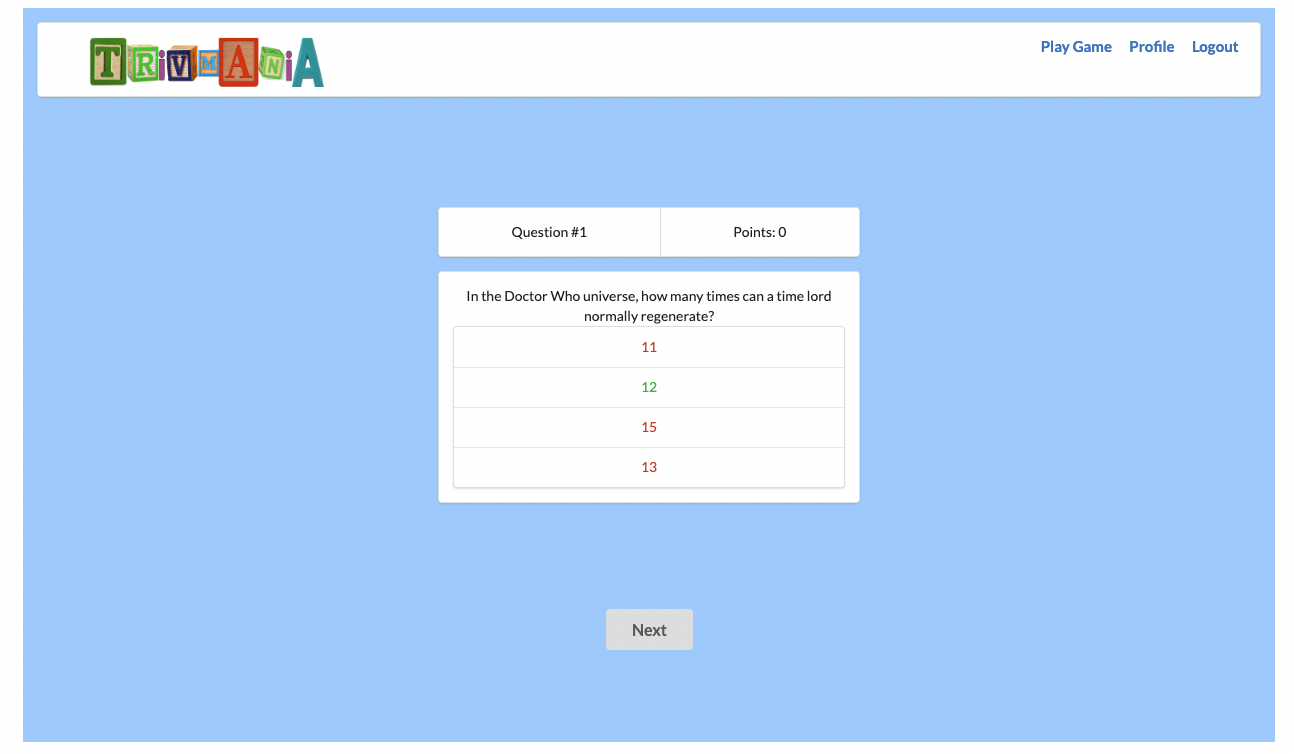 TRiVMANiA
Play Game Profile Logout
Question #1 Points: 0
In the Doctor Who universe, how many times can a time lord
normally regenerate?
11
12
15
13
Next